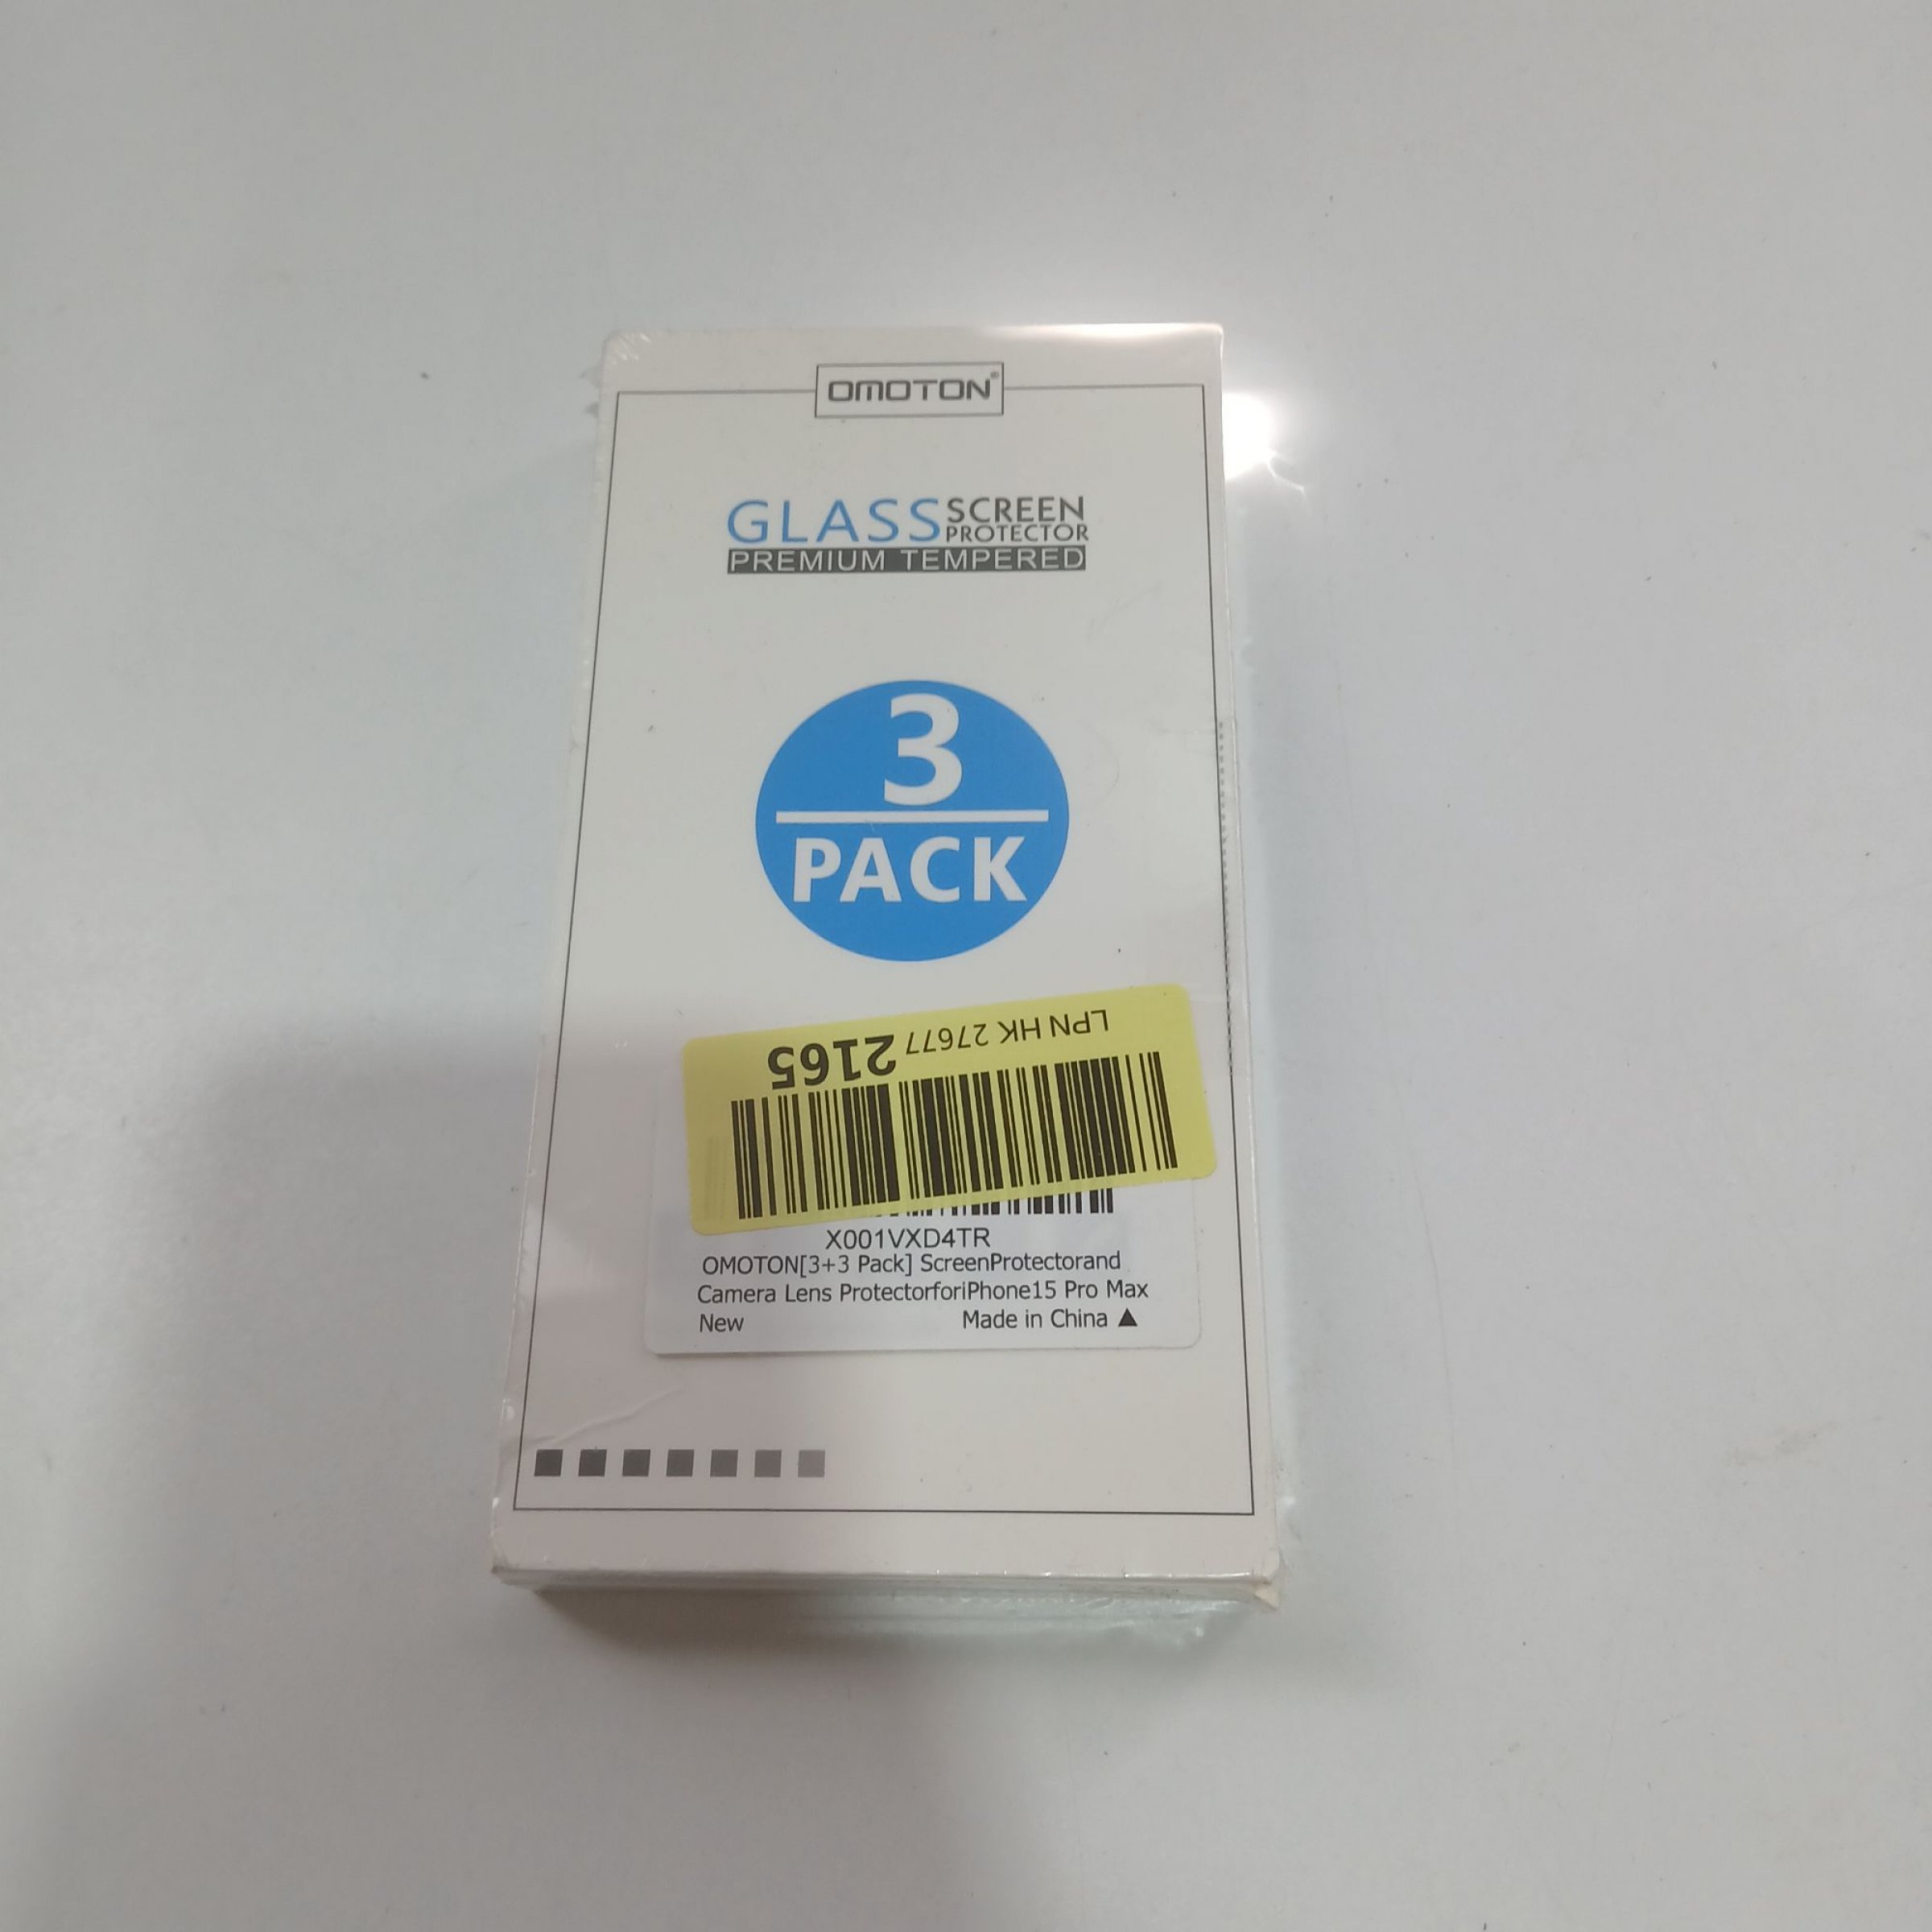 OMOTON®
GLASS SCREEN
PROTECTOR
PREMIUM TEMPERED
3
PACK
LPN HK 27677 2165
X001VXD4TR
OMOTON[3+3 Pack] ScreenProtectorand
Camera Lens ProtectorforiPhone15 Pro Max
New Made in China